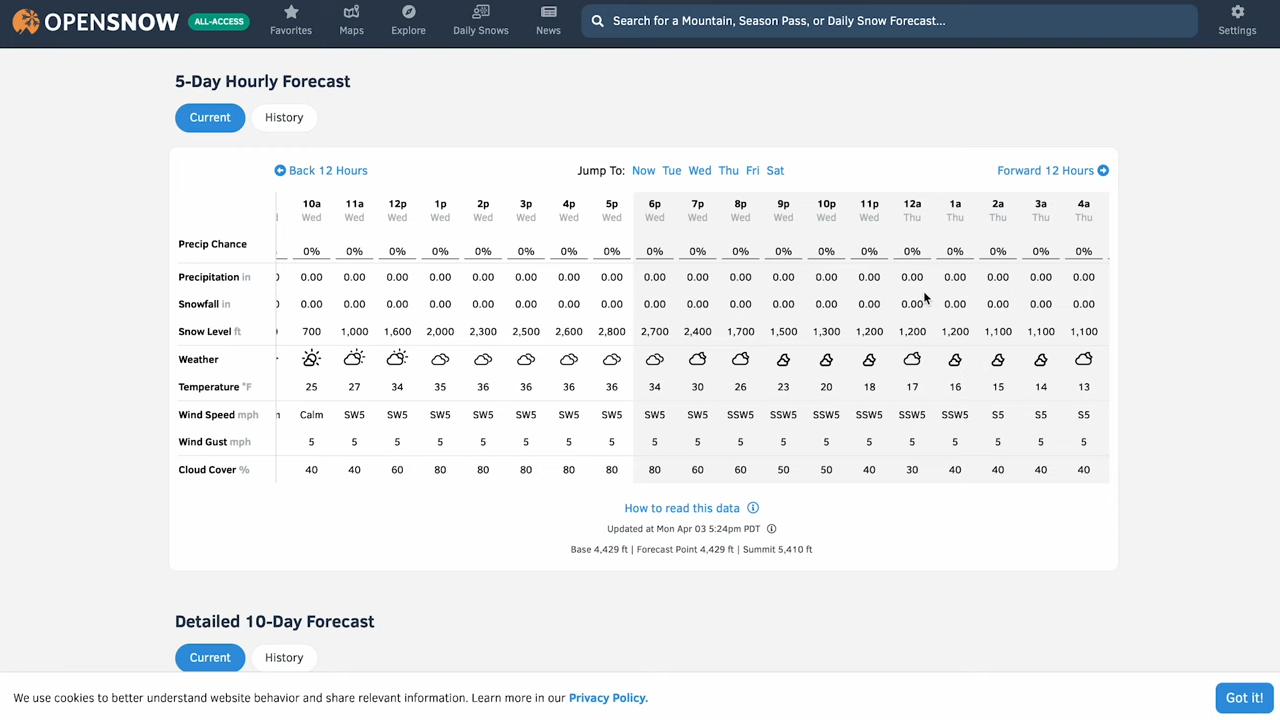 OPENSNOW ALL-ACCESS Favorites Maps Explore Daily Snows News Search for a Mountain, Season Pass, or Daily Snow Forecast... Settings
5-Day Hourly Forecast
Current History
Back 12 Hours Jump To: Now Tue Wed Thu Fri Sat Forward 12 Hours
10a 11a 12p 1p 2p 3p 4p 5p 6p 7p 8p 9p 10p 11p 12a 1a 2a 3a 4a
Wed Wed Wed Wed Wed Wed Wed Wed Wed Wed Wed Wed Wed Wed Thu Thu Thu Thu Thu
Precip Chance 0% 0% 0% 0% 0% 0% 0% 0% 0% 0% 0% 0% 0% 0% 0% 0% 0% 0% 0%
Precipitation in 0.00 0.00 0.00 0.00 0.00 0.00 0.00 0.00 0.00 0.00 0.00 0.00 0.00 0.00 0.00 0.00 0.00 0.00 0.00
Snowfall in 0.00 0.00 0.00 0.00 0.00 0.00 0.00 0.00 0.00 0.00 0.00 0.00 0.00 0.00 0.00 0.00 0.00 0.00 0.00
Snow Level ft 700 1,000 1,600 2,000 2,300 2,500 2,600 2,800 2,700 2,400 1,700 1,500 1,300 1,200 1,200 1,200 1,100 1,100 1,100
Weather
Temperature °F 25 27 34 35 36 36 36 36 34 30 26 23 20 18 17 16 15 14 13
Wind Speed mph Calm SW5 SW5 SW5 SW5 SW5 SW5 SW5 SW5 SW5 SSW5 SSW5 SSW5 SSW5 SSW5 SSW5 S5 S5 S5
Wind Gust mph 5 5 5 5 5 5 5 5 5 5 5 5 5 5 5 5 5 5 5
Cloud Cover % 40 40 60 80 80 80 80 80 80 60 60 50 50 40 30 40 40 40 40
How to read this data
Updated at Mon Apr 03 5:24pm PDT
Base 4,429 ft | Forecast Point 4,429 ft | Summit 5,410 ft
Detailed 10-Day Forecast
Current History
We use cookies to better understand website behavior and share relevant information. Learn more in our Privacy Policy. Got it!